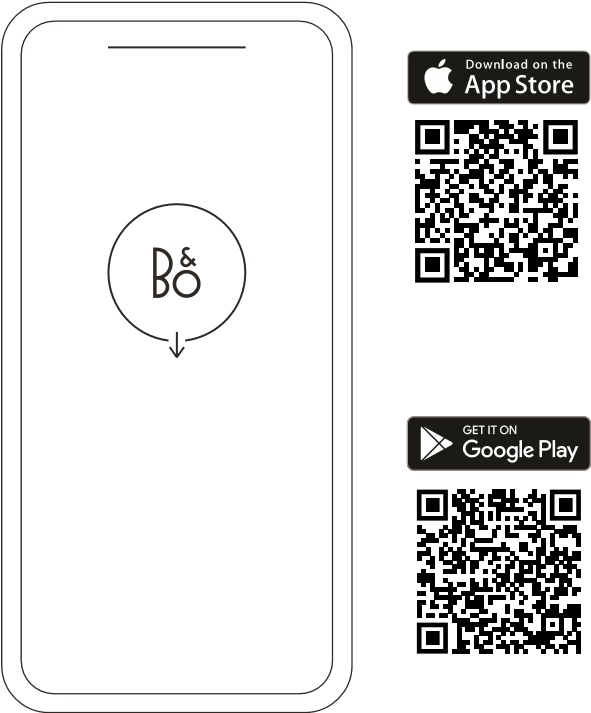 B&O
Download on the
App Store
GET IT ON
Google Play